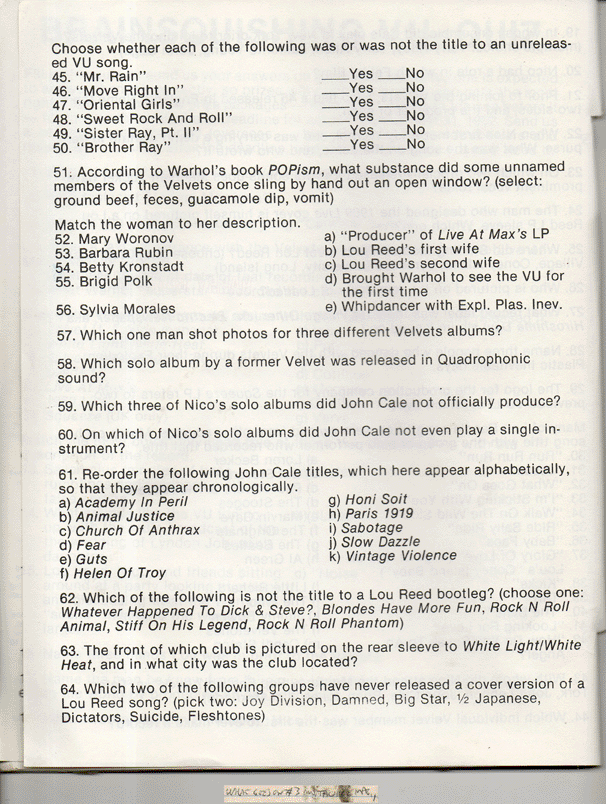 Choose whether each of the following was or was not the title to an unreleas-
ed VU song.
45. "Mr. Rain" ___Yes ___No
46. "Move Right In" ___Yes ___No
47. "Oriental Girls" ___Yes ___No
48. "Sweet Rock And Roll" ___Yes ___No
49. "Sister Ray, Pt. II" ___Yes ___No
50. "Brother Ray" ___Yes ___No
51. According to Warhol's book POPism, what substance did some unnamed
members of the Velvets once sling by hand out an open window? (select:
ground beef, feces, guacamole dip, vomit)
Match the woman to her description.
52. Mary Woronov a) "Producer" of Live At Max's LP
53. Barbara Rubin b) Lou Reed's first wife
54. Betty Kronstadt c) Lou Reed's second wife
55. Brigid Polk d) Brought Warhol to see the VU for
the first time
56. Sylvia Morales e) Whipdancer with Expl. Plas. Inev.
57. Which one man shot photos for three different Velvets albums?
58. Which solo album by a former Velvet was released in Quadrophonic
sound?
59. Which three of Nico's solo albums did John Cale not officially produce?
60. On which of Nico's solo albums did John Cale not even play a single in-
strument?
61. Re-order the following John Cale titles, which here appear alphabetically,
so that they appear chronologically.
a) Academy In Peril g) Honi Soit
b) Animal Justice h) Paris 1919
c) Church Of Anthrax i) Sabotage
d) Fear j) Slow Dazzle
e) Guts k) Vintage Violence
f) Helen Of Troy
62. Which of the following is not the title to a Lou Reed bootleg? (choose one:
Whatever Happened To Dick & Steve?, Blondes Have More Fun, Rock N Roll
Animal, Stiff On His Legend, Rock N Roll Phantom)
63. The front of which club is pictured on the rear sleeve to White Light/White
Heat, and in what city was the club located?
64. Which two of the following groups have never released a cover version of a
Lou Reed song? (pick two: Joy Division, Damned, Big Star, ½ Japanese,
Dictators, Suicide, Fleshtones)